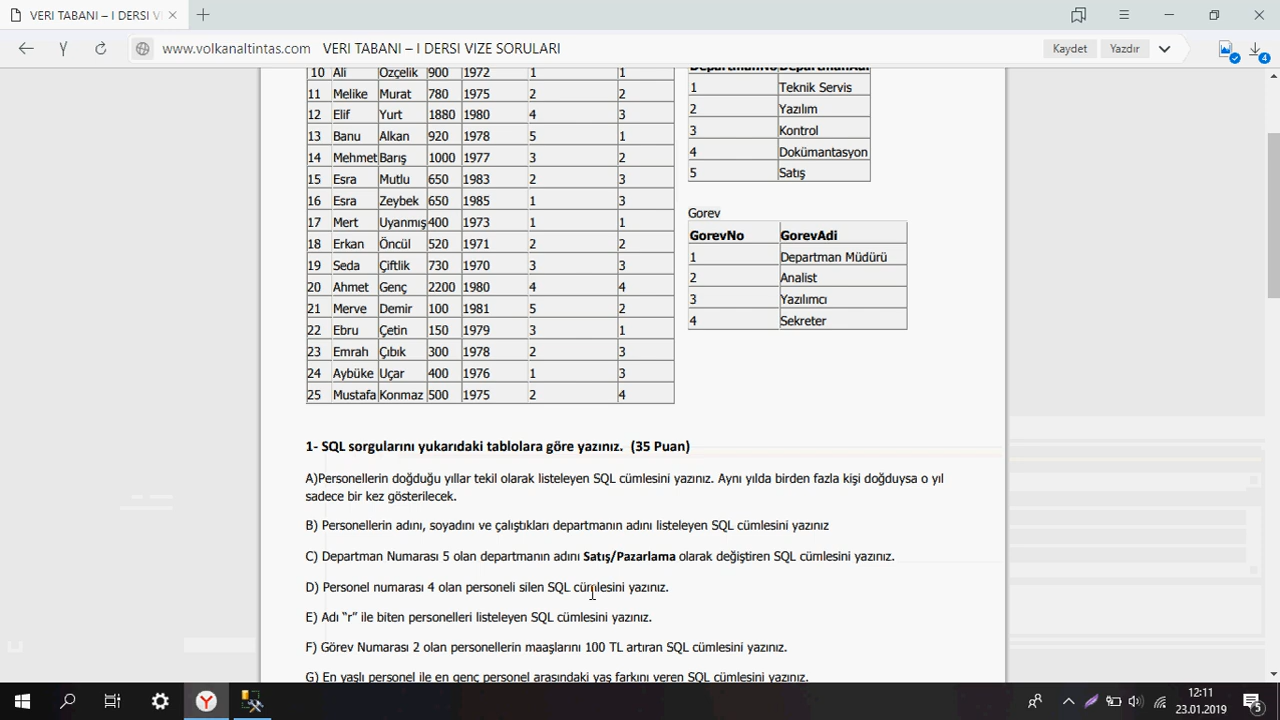 VERI TABANI – I DERSI V
www.volkanaltintas.com VERI TABANI – I DERSI VIZE SORULARI Kaydet Yazdır 4
10 Ali Özçelik 900 1972 1 1
11 Melike Murat 780 1975 2 2
12 Elif Yurt 1880 1980 4 3
13 Banu Alkan 920 1978 5 1
14 Mehmet Barış 1000 1977 3 2
15 Esra Mutlu 650 1983 2 3
16 Esra Zeybek 650 1985 1 3
17 Mert Uyanmış 400 1973 1 1
18 Erkan Öncül 520 1971 2 2
19 Seda Çiftlik 730 1970 3 3
20 Ahmet Genç 2200 1980 4 4
21 Merve Demir 100 1981 5 2
22 Ebru Çetin 150 1979 3 1
23 Emrah Çıbık 300 1978 2 3
24 Aybüke Uçar 400 1976 1 3
25 Mustafa Konmaz 500 1975 2 4
DepartmanNo DepartmanAdi
1 Teknik Servis
2 Yazılım
3 Kontrol
4 Dokümantasyon
5 Satış
Gorev
GorevNo GorevAdi
1 Departman Müdürü
2 Analist
3 Yazılımcı
4 Sekreter
1- SQL sorgularını yukarıdaki tablolara göre yazınız. (35 Puan)
A)Personellerin doğduğu yıllar tekil olarak listeleyen SQL cümlesini yazınız. Aynı yılda birden fazla kişi doğduysa o yıl
sadece bir kez gösterilecek.
B) Personellerin adını, soyadını ve çalıştıkları departmanın adını listeleyen SQL cümlesini yazınız
C) Departman Numarası 5 olan departmanın adını Satış/Pazarlama olarak değiştiren SQL cümlesini yazınız.
D) Personel numarası 4 olan personeli silen SQL cümlesini yazınız.
E) Adı “r” ile biten personelleri listeleyen SQL cümlesini yazınız.
F) Görev Numarası 2 olan personellerin maaşlarını 100 TL artıran SQL cümlesini yazınız.
G) En yaşlı personel ile en genç personel arasındaki yaş farkını veren SQL cümlesini yazınız.
12:11
23.01.2019
5